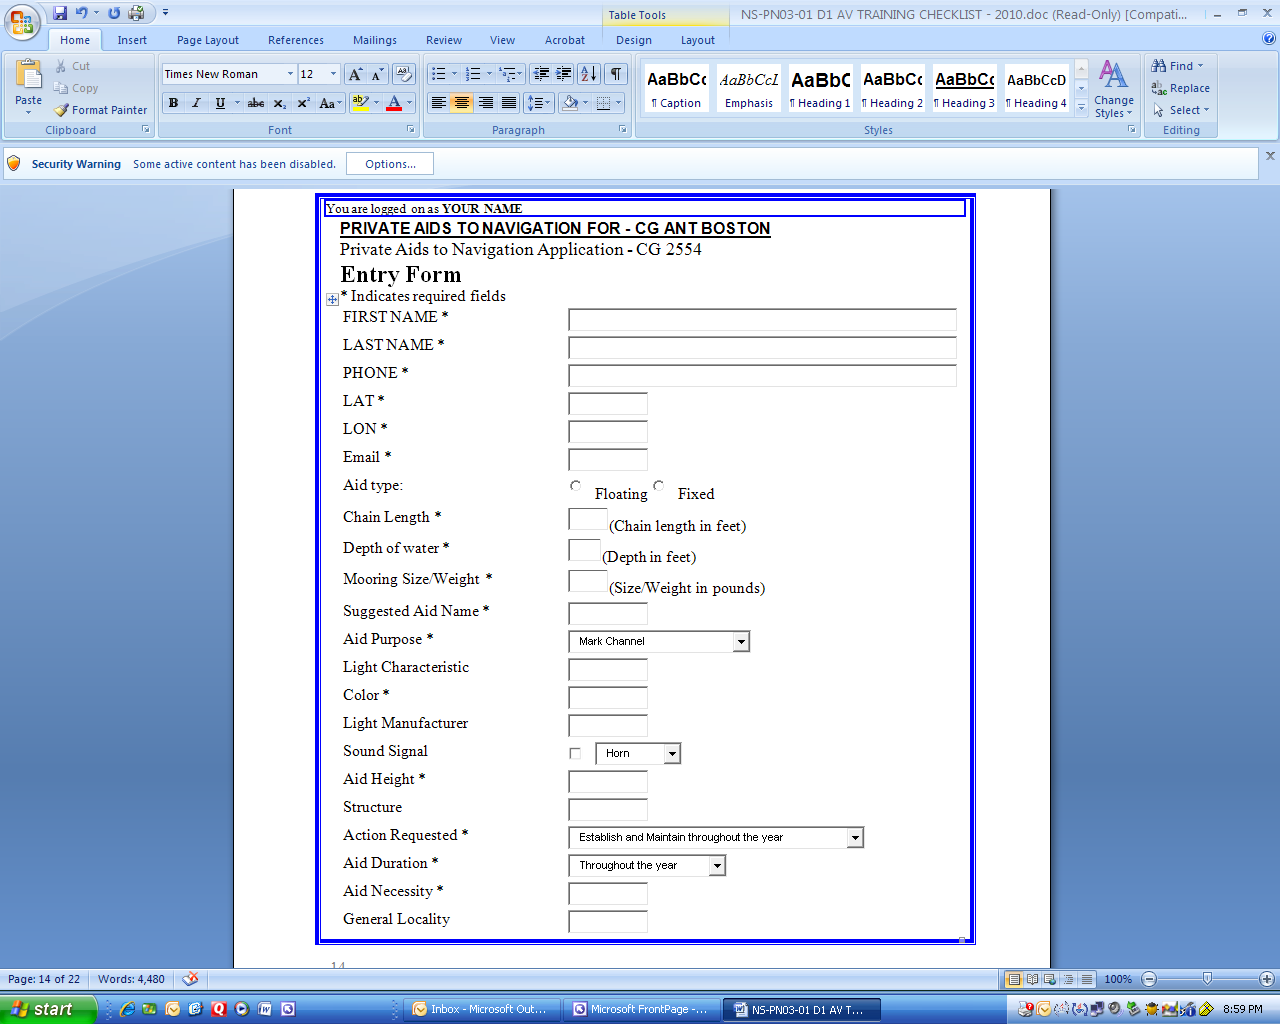 Table Tools
NS-PN03-01 D1 AV TRAINING CHECKLIST - 2010.doc (Read-Only) [Compati...
Home Insert Page Layout References Mailings Review View Acrobat Design Layout
Paste
Cut
Copy
Format Painter
Clipboard
Times New Roman 12
B I U abc x₂ x² Aa
ab A
Font
Paragraph
AaBbCc AaBbCcI AaBbC AaBbCc AaBbCc AaBbCcD
¶ Caption Emphasis ¶ Heading 1 ¶ Heading 2 ¶ Heading 3 ¶ Heading 4
Change Styles
Styles
Find
Replace
Select
Editing
Security Warning Some active content has been disabled. Options...
You are logged on as YOUR NAME
PRIVATE AIDS TO NAVIGATION FOR - CG ANT BOSTON
Private Aids to Navigation Application - CG 2554
Entry Form
* Indicates required fields
FIRST NAME *
LAST NAME *
PHONE *
LAT *
LON *
Email *
Aid type: Floating Fixed
Chain Length * (Chain length in feet)
Depth of water * (Depth in feet)
Mooring Size/Weight * (Size/Weight in pounds)
Suggested Aid Name *
Aid Purpose * Mark Channel
Light Characteristic
Color *
Light Manufacturer
Sound Signal Horn
Aid Height *
Structure
Action Requested * Establish and Maintain throughout the year
Aid Duration * Throughout the year
Aid Necessity *
General Locality
14
Page: 14 of 22 Words: 4,480 100%
start Inbox - Microsoft Out... Microsoft FrontPage -... NS-PN03-01 D1 AV T... 8:59 PM